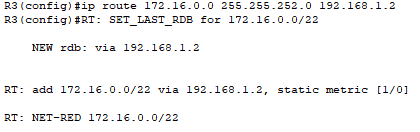 R3(config)#ip route 172.16.0.0 255.255.252.0 192.168.1.2
R3(config)#RT: SET_LAST_RDB for 172.16.0.0/22
NEW rdb: via 192.168.1.2
RT: add 172.16.0.0/22 via 192.168.1.2, static metric [1/0]
RT: NET-RED 172.16.0.0/22